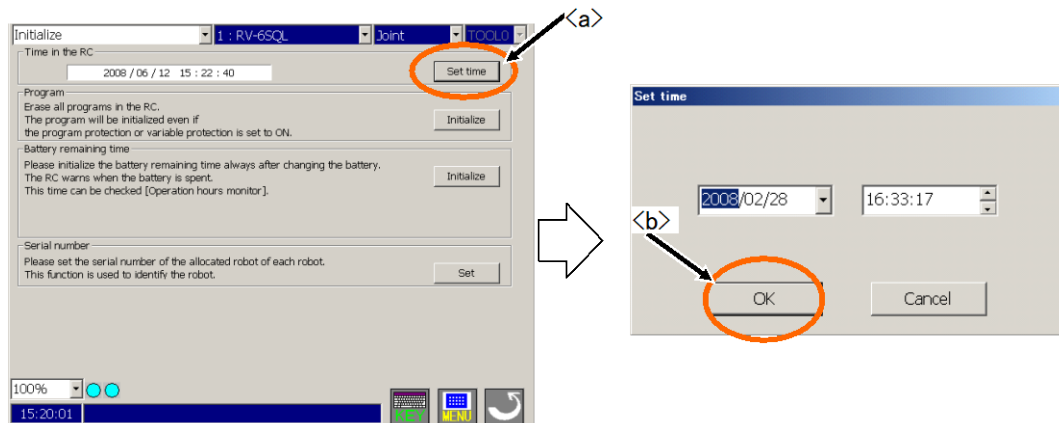 <a>
Initialize 1 : RV-6SQL Joint TOOL0
Time in the RC
2008 / 06 / 12 15 : 22 : 40 Set time
Program
Erase all programs in the RC.
The program will be initialized even if
the program protection or variable protection is set to ON.
Initialize
Battery remaining time
Please initialize the battery remaining time always after changing the battery.
The RC warns when the battery is spent.
This time can be checked [Operation hours monitor].
Initialize
Serial number
Please set the serial number of the allocated robot of each robot.
This function is used to identify the robot.
Set
100%
15:20:01
KEY MENU
Set time
2008/02/28 16:33:17
<b>
OK Cancel